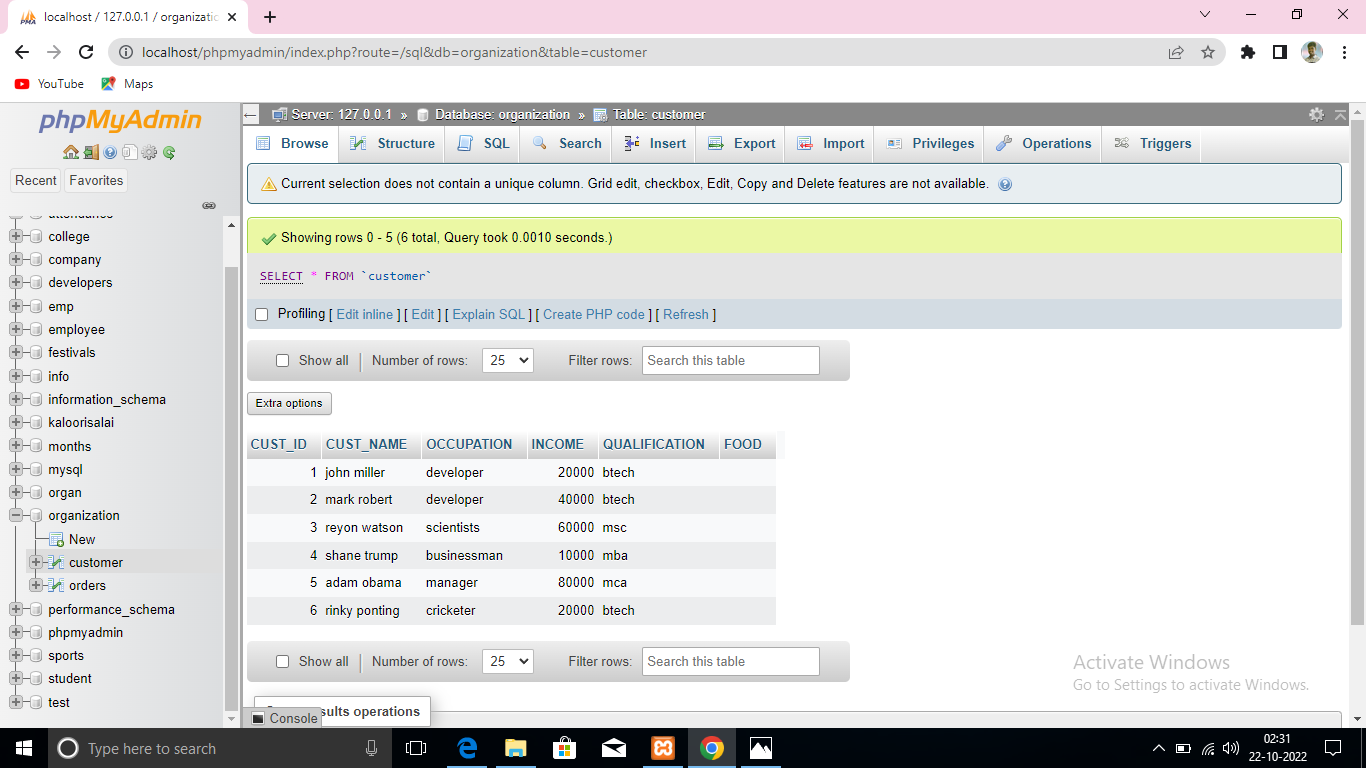 localhost / 127.0.0.1 / organizatio
localhost/phpmyadmin/index.php?route=/sql&db=organization&table=customer
YouTube Maps
phpMyAdmin
Recent Favorites
attendance
college
company
developers
emp
employee
festivals
info
information_schema
kaloorisalai
months
mysql
organ
organization
New
customer
orders
performance_schema
phpmyadmin
sports
student
test
Server: 127.0.0.1 » Database: organization » Table: customer
Browse Structure SQL Search Insert Export Import Privileges Operations Triggers
Current selection does not contain a unique column. Grid edit, checkbox, Edit, Copy and Delete features are not available.
Showing rows 0 - 5 (6 total, Query took 0.0010 seconds.)
SELECT * FROM `customer`
Profiling [ Edit inline ] [ Edit ] [ Explain SQL ] [ Create PHP code ] [ Refresh ]
Show all | Number of rows: 25 Filter rows: Search this table
Extra options
CUST_ID CUST_NAME OCCUPATION INCOME QUALIFICATION FOOD
1 john miller developer 20000 btech
2 mark robert developer 40000 btech
3 reyon watson scientists 60000 msc
4 shane trump businessman 10000 mba
5 adam obama manager 80000 mca
6 rinky ponting cricketer 20000 btech
Show all | Number of rows: 25 Filter rows: Search this table
operations
Console
Activate Windows
Go to Settings to activate Windows.
Type here to search
02:31
22-10-2022